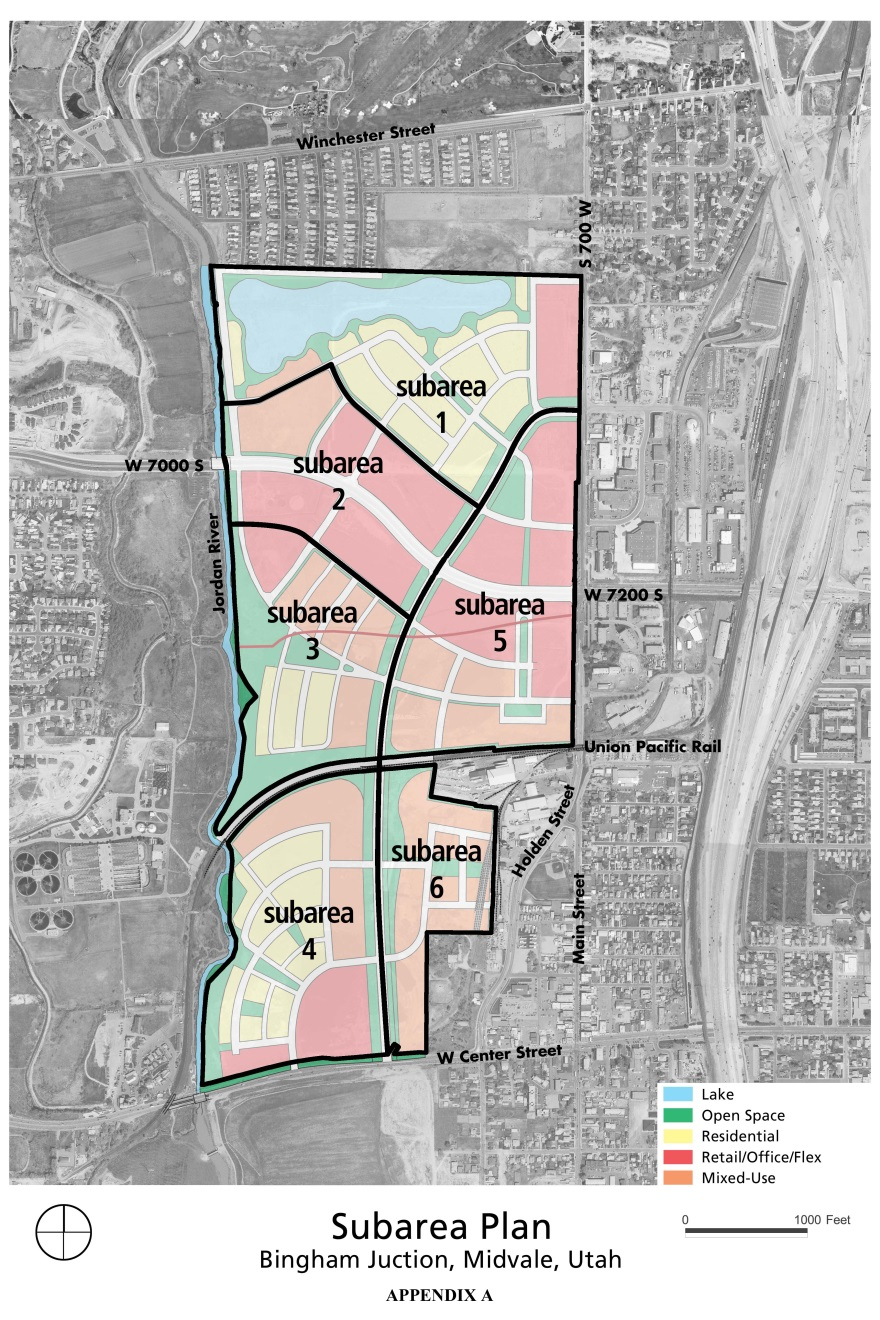 Winchester Street
S 700 W
subarea
1
W 7000 S
subarea
2
Jordan River
W 7200 S
subarea
3
subarea
5
Union Pacific Rail
Holden Street
subarea
6
Main Street
subarea
4
W Center Street
Lake
Open Space
Residential
Retail/Office/Flex
Mixed-Use
0 1000 Feet
Subarea Plan
Bingham Juction, Midvale, Utah
APPENDIX A